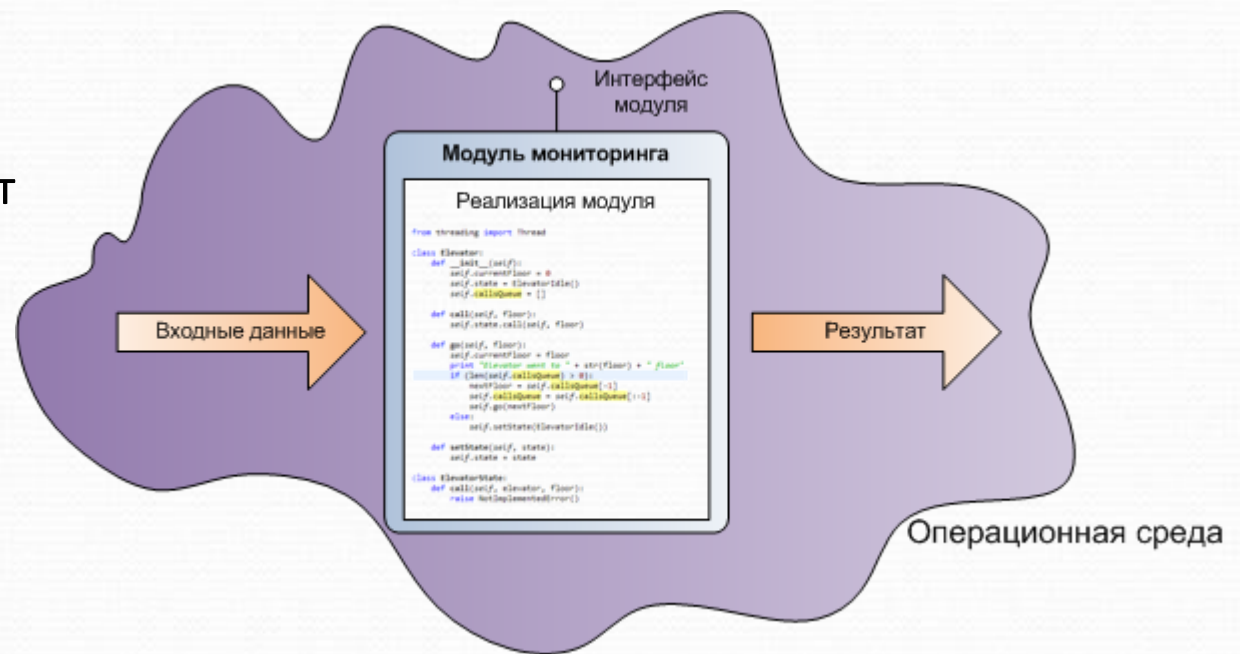 Интерфейс
модуля
Модуль мониторинга
т
Реализация модуля
from threading import Thread
class Elevator:
def __init__(self):
self.currentFloor = 0
self.state = ElevatorIdle()
self.callsQueue = []
def call(self, floor):
self.state.call(self, floor)
def go(self, floor):
self.currentFloor = floor
print "Elevator went to " + str(floor) + " floor"
if (len(self.callsQueue) > 0):
nextFloor = self.callsQueue[-1]
self.callsQueue = self.callsQueue[:-1]
self.go(nextFloor)
else:
self.setState(ElevatorIdle())
def setState(self, state):
self.state = state
class ElevatorState:
def call(self, elevator, floor):
raise NotImplementedError()
Входные данные
Результат
Операционная среда